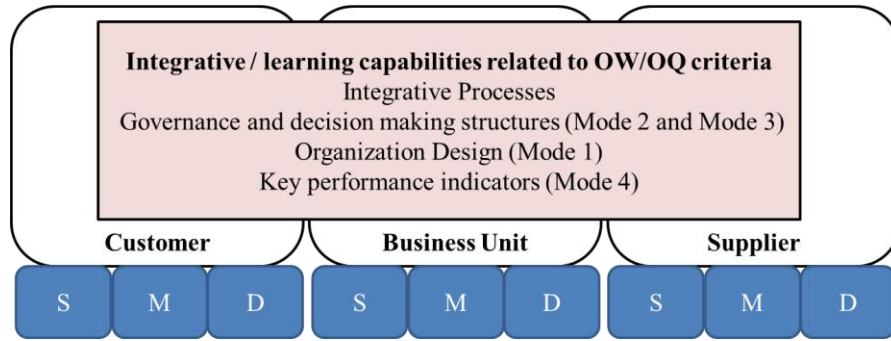 Integrative / learning capabilities related to OW/OQ criteria
Integrative Processes
Governance and decision making structures (Mode 2 and Mode 3)
Organization Design (Mode 1)
Key performance indicators (Mode 4)
Customer Business Unit Supplier
S M D S M D S M D